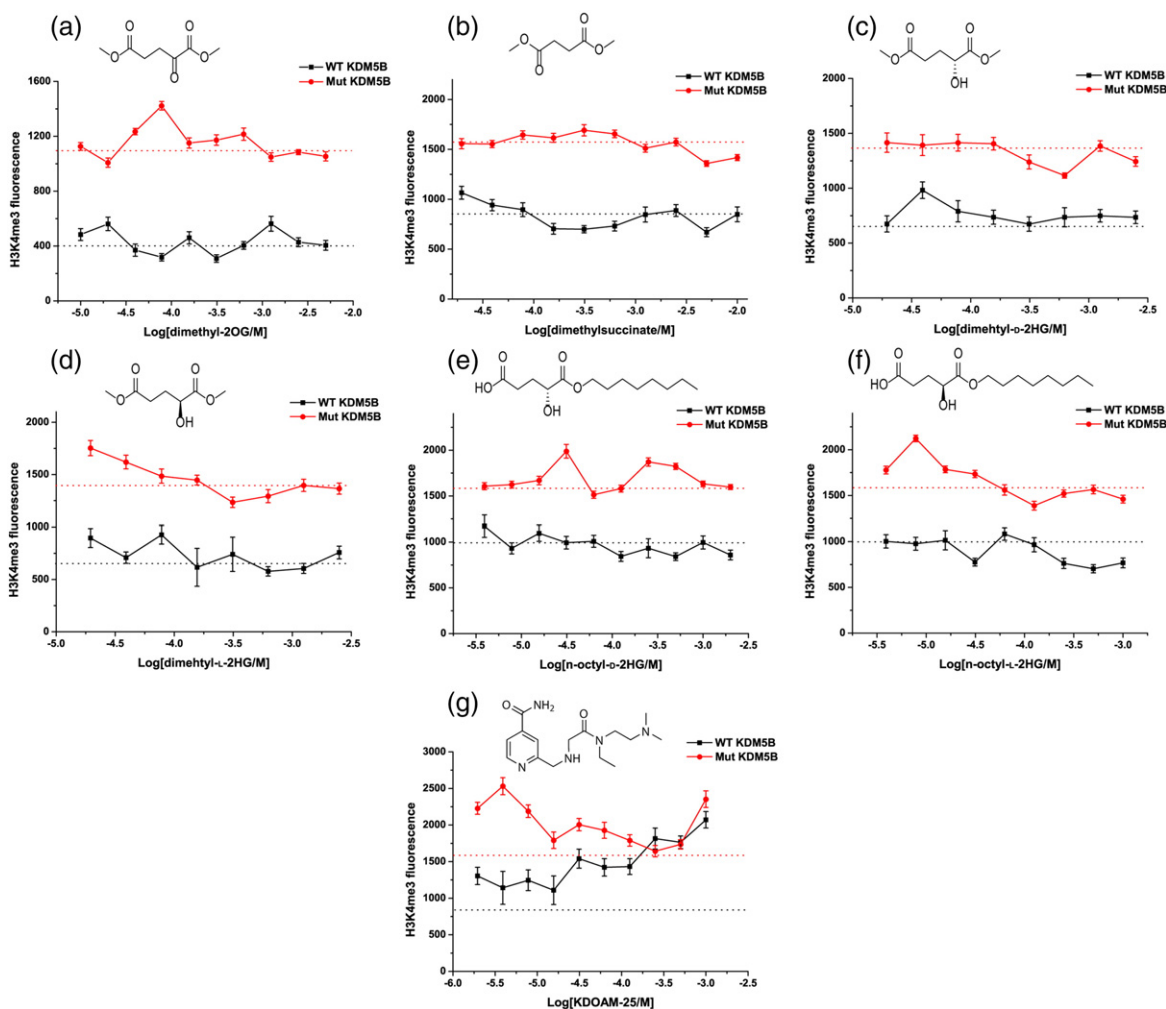 (a)
O
O
O
O
O
WT KDM5B
Mut KDM5B
H3K4me3 fluorescence
1600
1200
800
400
0
-5.0 -4.5 -4.0 -3.5 -3.0 -2.5 -2.0
Log[dimethyl-2OG/M]
(b)
O
O
O
O
WT KDM5B
Mut KDM5B
H3K4me3 fluorescence
2000
1500
1000
500
0
-4.5 -4.0 -3.5 -3.0 -2.5 -2.0
Log[dimethylsuccinate/M]
(c)
O
O
O
O
OH
WT KDM5B
Mut KDM5B
H3K4me3 fluorescence
2000
1500
1000
500
0
-5.0 -4.5 -4.0 -3.5 -3.0 -2.5
Log[dimehtyl-D-2HG/M]
(d)
O
O
O
O
OH
WT KDM5B
Mut KDM5B
H3K4me3 fluorescence
2000
1500
1000
500
0
-5.0 -4.5 -4.0 -3.5 -3.0 -2.5
Log[dimehtyl-L-2HG/M]
(e)
O
O
HO
O
OH
WT KDM5B
Mut KDM5B
H3K4me3 fluorescence
2500
2000
1500
1000
500
0
-5.5 -5.0 -4.5 -4.0 -3.5 -3.0 -2.5
Log[n-octyl-D-2HG/M]
(f)
O
O
HO
O
OH
WT KDM5B
Mut KDM5B
H3K4me3 fluorescence
2500
2000
1500
1000
500
0
-5.5 -5.0 -4.5 -4.0 -3.5 -3.0
Log[n-octyl-L-2HG/M]
(g)
O
NH2
O
N
N
NH
N
WT KDM5B
Mut KDM5B
H3K4me3 fluorescence
3000
2500
2000
1500
1000
500
0
-6.0 -5.5 -5.0 -4.5 -4.0 -3.5 -3.0 -2.5
Log[KDOAM-25/M]